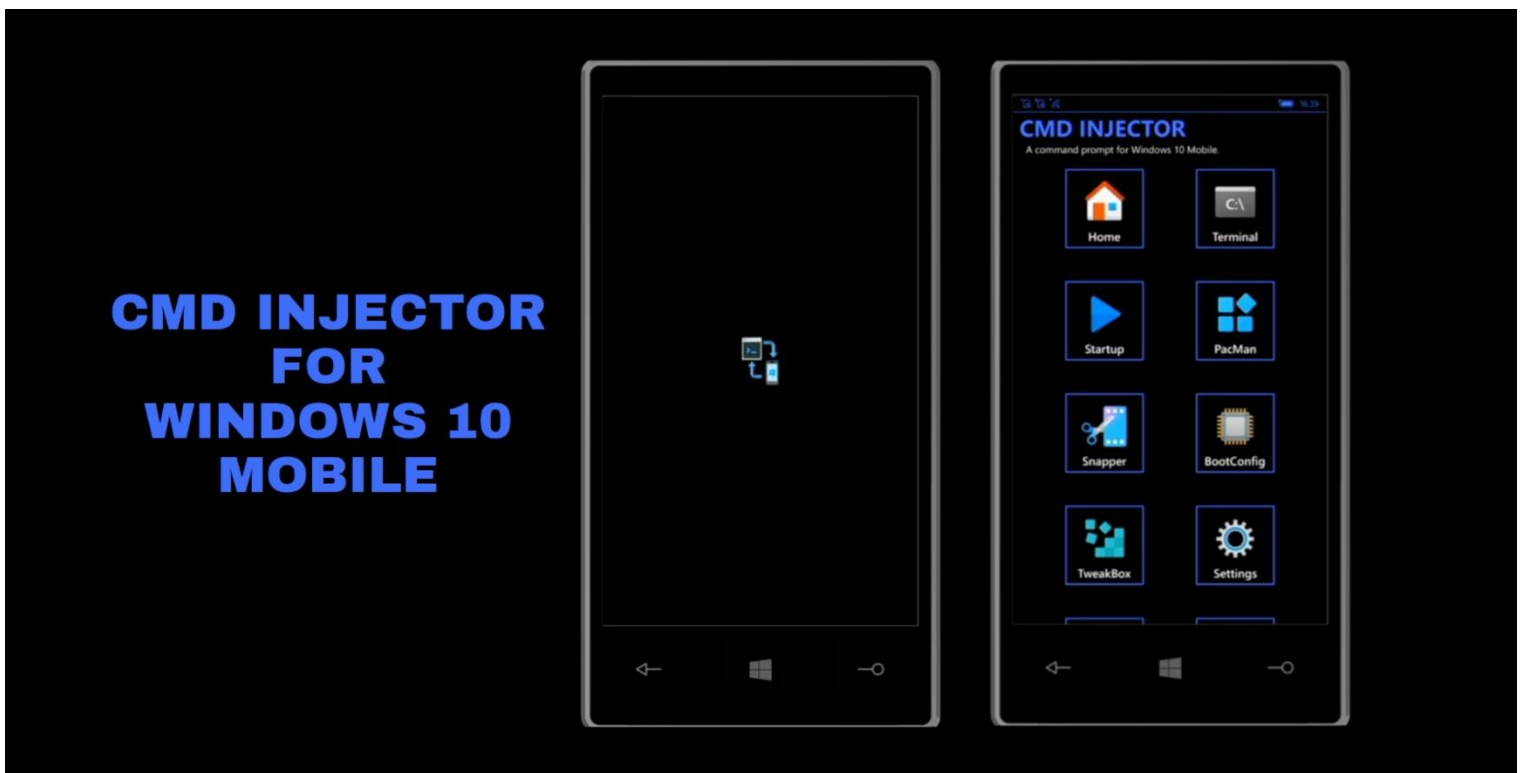 CMD INJECTOR
FOR
WINDOWS 10
MOBILE
16.39
CMD INJECTOR
A command prompt for Windows 10 Mobile.
C:\
Home
Terminal
Startup
PacMan
Snapper
BootConfig
TweakBox
Settings